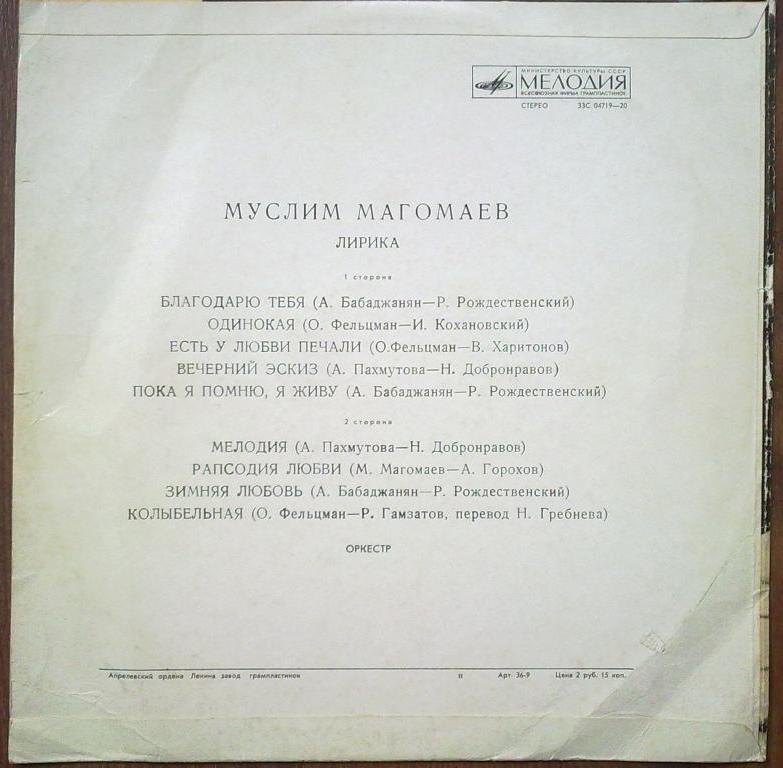 МИНИСТЕРСТВО КУЛЬТУРЫ СССР
МЕЛОДИЯ
ВСЕСОЮЗНАЯ ФИРМА ГРАМПЛАСТИНОК
СТЕРЕО 33С 04719—20
МУСЛИМ МАГОМАЕВ
ЛИРИКА
1 сторона
БЛАГОДАРЮ ТЕБЯ (А. Бабаджанян—Р. Рождественский)
ОДИНОКАЯ (О. Фельцман—И. Кохановский)
ЕСТЬ У ЛЮБВИ ПЕЧАЛИ (О.Фельцман—В. Харитонов)
ВЕЧЕРНИЙ ЭСКИЗ (А. Пахмутова—Н. Добронравов)
ПОКА Я ПОМНЮ, Я ЖИВУ (А. Бабаджанян—Р. Рождественский)
2 сторона
МЕЛОДИЯ (А. Пахмутова—Н. Добронравов)
РАПСОДИЯ ЛЮБВИ (М. Магомаев—А. Горохов)
ЗИМНЯЯ ЛЮБОВЬ (А. Бабаджанян—Р. Рождественский)
КОЛЫБЕЛЬНАЯ (О. Фельцман—Р. Гамзатов, перевод Н. Гребнева)
ОРКЕСТР
Апрелевский ордена Ленина завод грампластинок Арт. 36-9 Цена 2 руб. 15 коп.